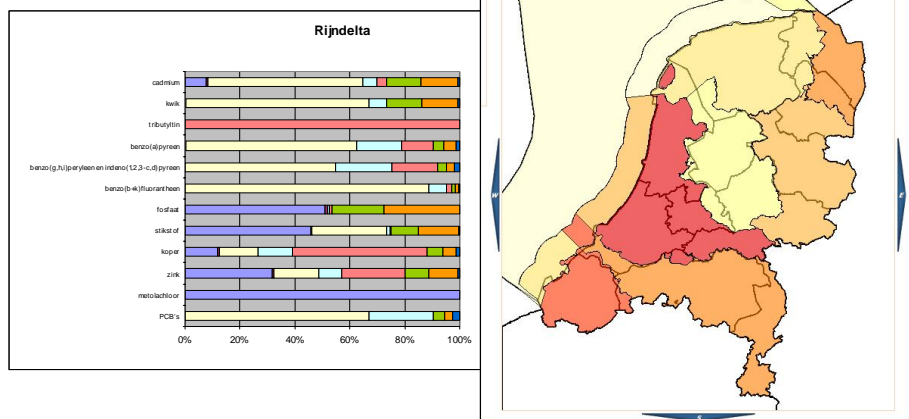 Rijndelta
cadmium
kwik
tributyltin
benzo(a)pyreen
benzo(g,h,i)peryleen en indeno(1,2,3-c,d)pyreen
benzo(b+k)fluorantheen
fosfaat
stikstof
koper
zink
metolachloor
PCB's
0% 20% 40% 60% 80% 100%
W
E